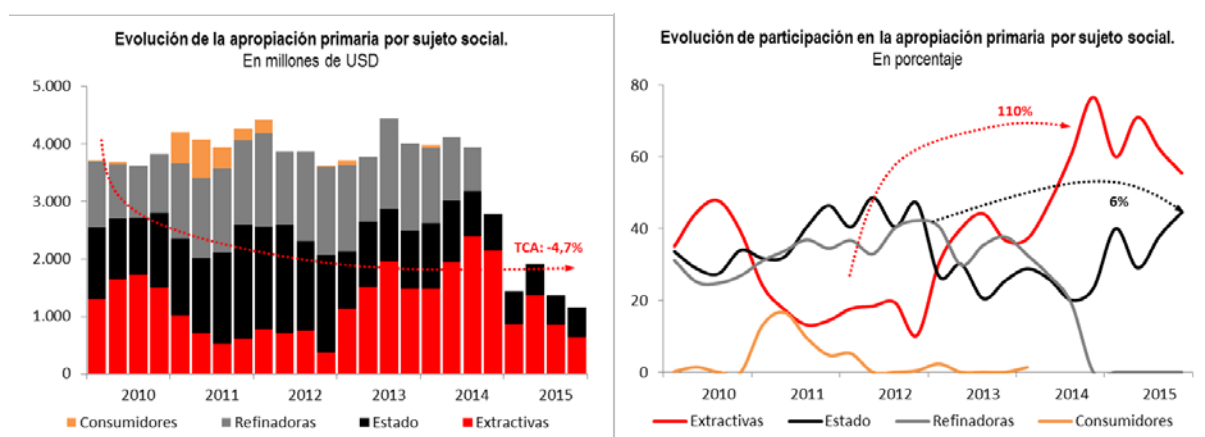 Evolución de la apropiación primaria por sujeto social.
En millones de USD
5.000
4.000
3.000
2.000
1.000
0
TCA: -4,7%
2010 2011 2012 2013 2014 2015
Consumidores Refinadoras Estado Extractivas
Evolución de participación en la apropiación primaria por sujeto social.
En porcentaje
80
60
40
20
0
110%
6%
2010 2011 2012 2013 2014 2015
Extractivas Estado Refinadoras Consumidores